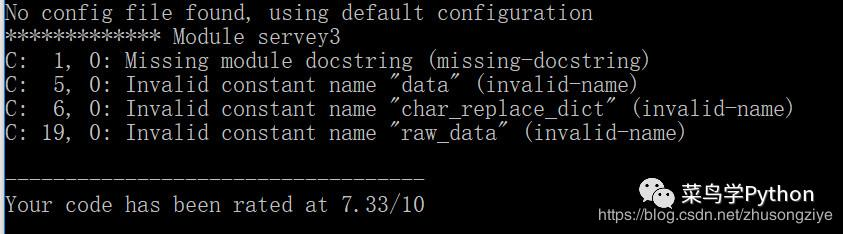 No config file found, using default configuration
************* Module servey3
C:  1, 0: Missing module docstring (missing-docstring)
C:  5, 0: Invalid constant name "data" (invalid-name)
C:  6, 0: Invalid constant name "char_replace_dict" (invalid-name)
C: 19, 0: Invalid constant name "raw_data" (invalid-name)
-----------------------------------
Your code has been rated at 7.33/10
菜鸟学Python
https://blog.csdn.net/zhusongziye